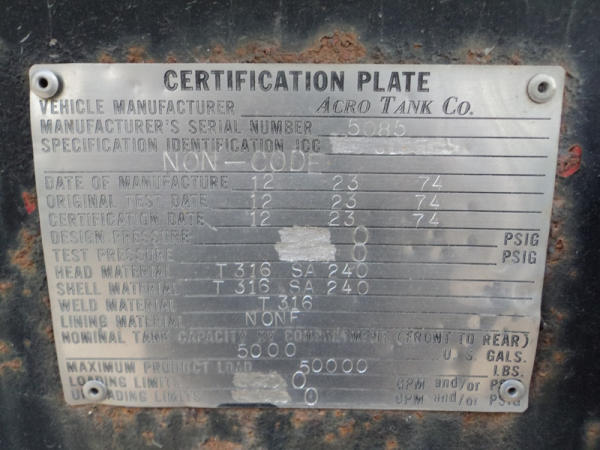 CERTIFICATION PLATE
VEHICLE MANUFACTURER ACRO TANK CO.
MANUFACTURER'S SERIAL NUMBER 5085
SPECIFICATION IDENTIFICATION ICC
NON-CODE
DATE OF MANUFACTURE 12 23 74
ORIGINAL TEST DATE 12 23 74
CERTIFICATION DATE 12 23 74
DESIGN PRESSURE 0 PSIG
TEST PRESSURE 0 PSIG
HEAD MATERIAL T 316 SA 240
SHELL MATERIAL T 316 SA 240
WELD MATERIAL T 316
LINING MATERIAL NONE
NOMINAL TANK CAPACITY BY COMPARTMENT (FRONT TO REAR)
5000 U. S. GALS.
MAXIMUM PRODUCT LOAD 50000 LBS.
LOADING LIMITS 0 GPM and/or
UNLOADING LIMITS 0 GPM and/or